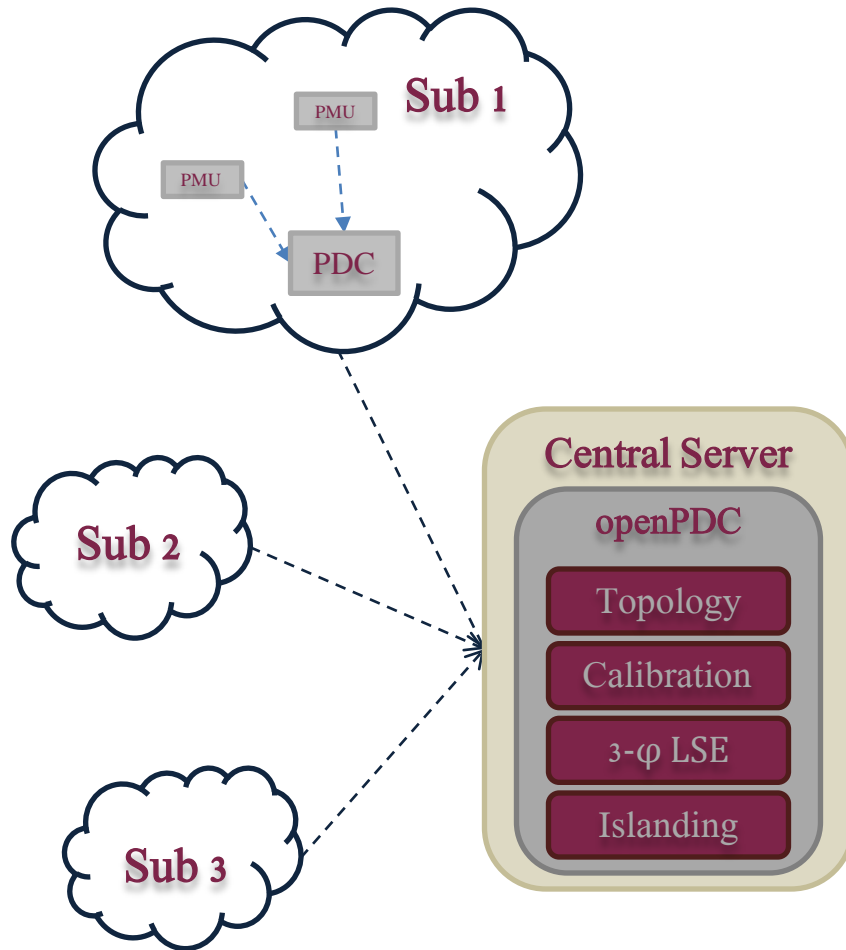 Sub 1
PMU
PMU
PDC
Sub 2
Sub 3
Central Server
openPDC
Topology
Calibration
3-φ LSE
Islanding